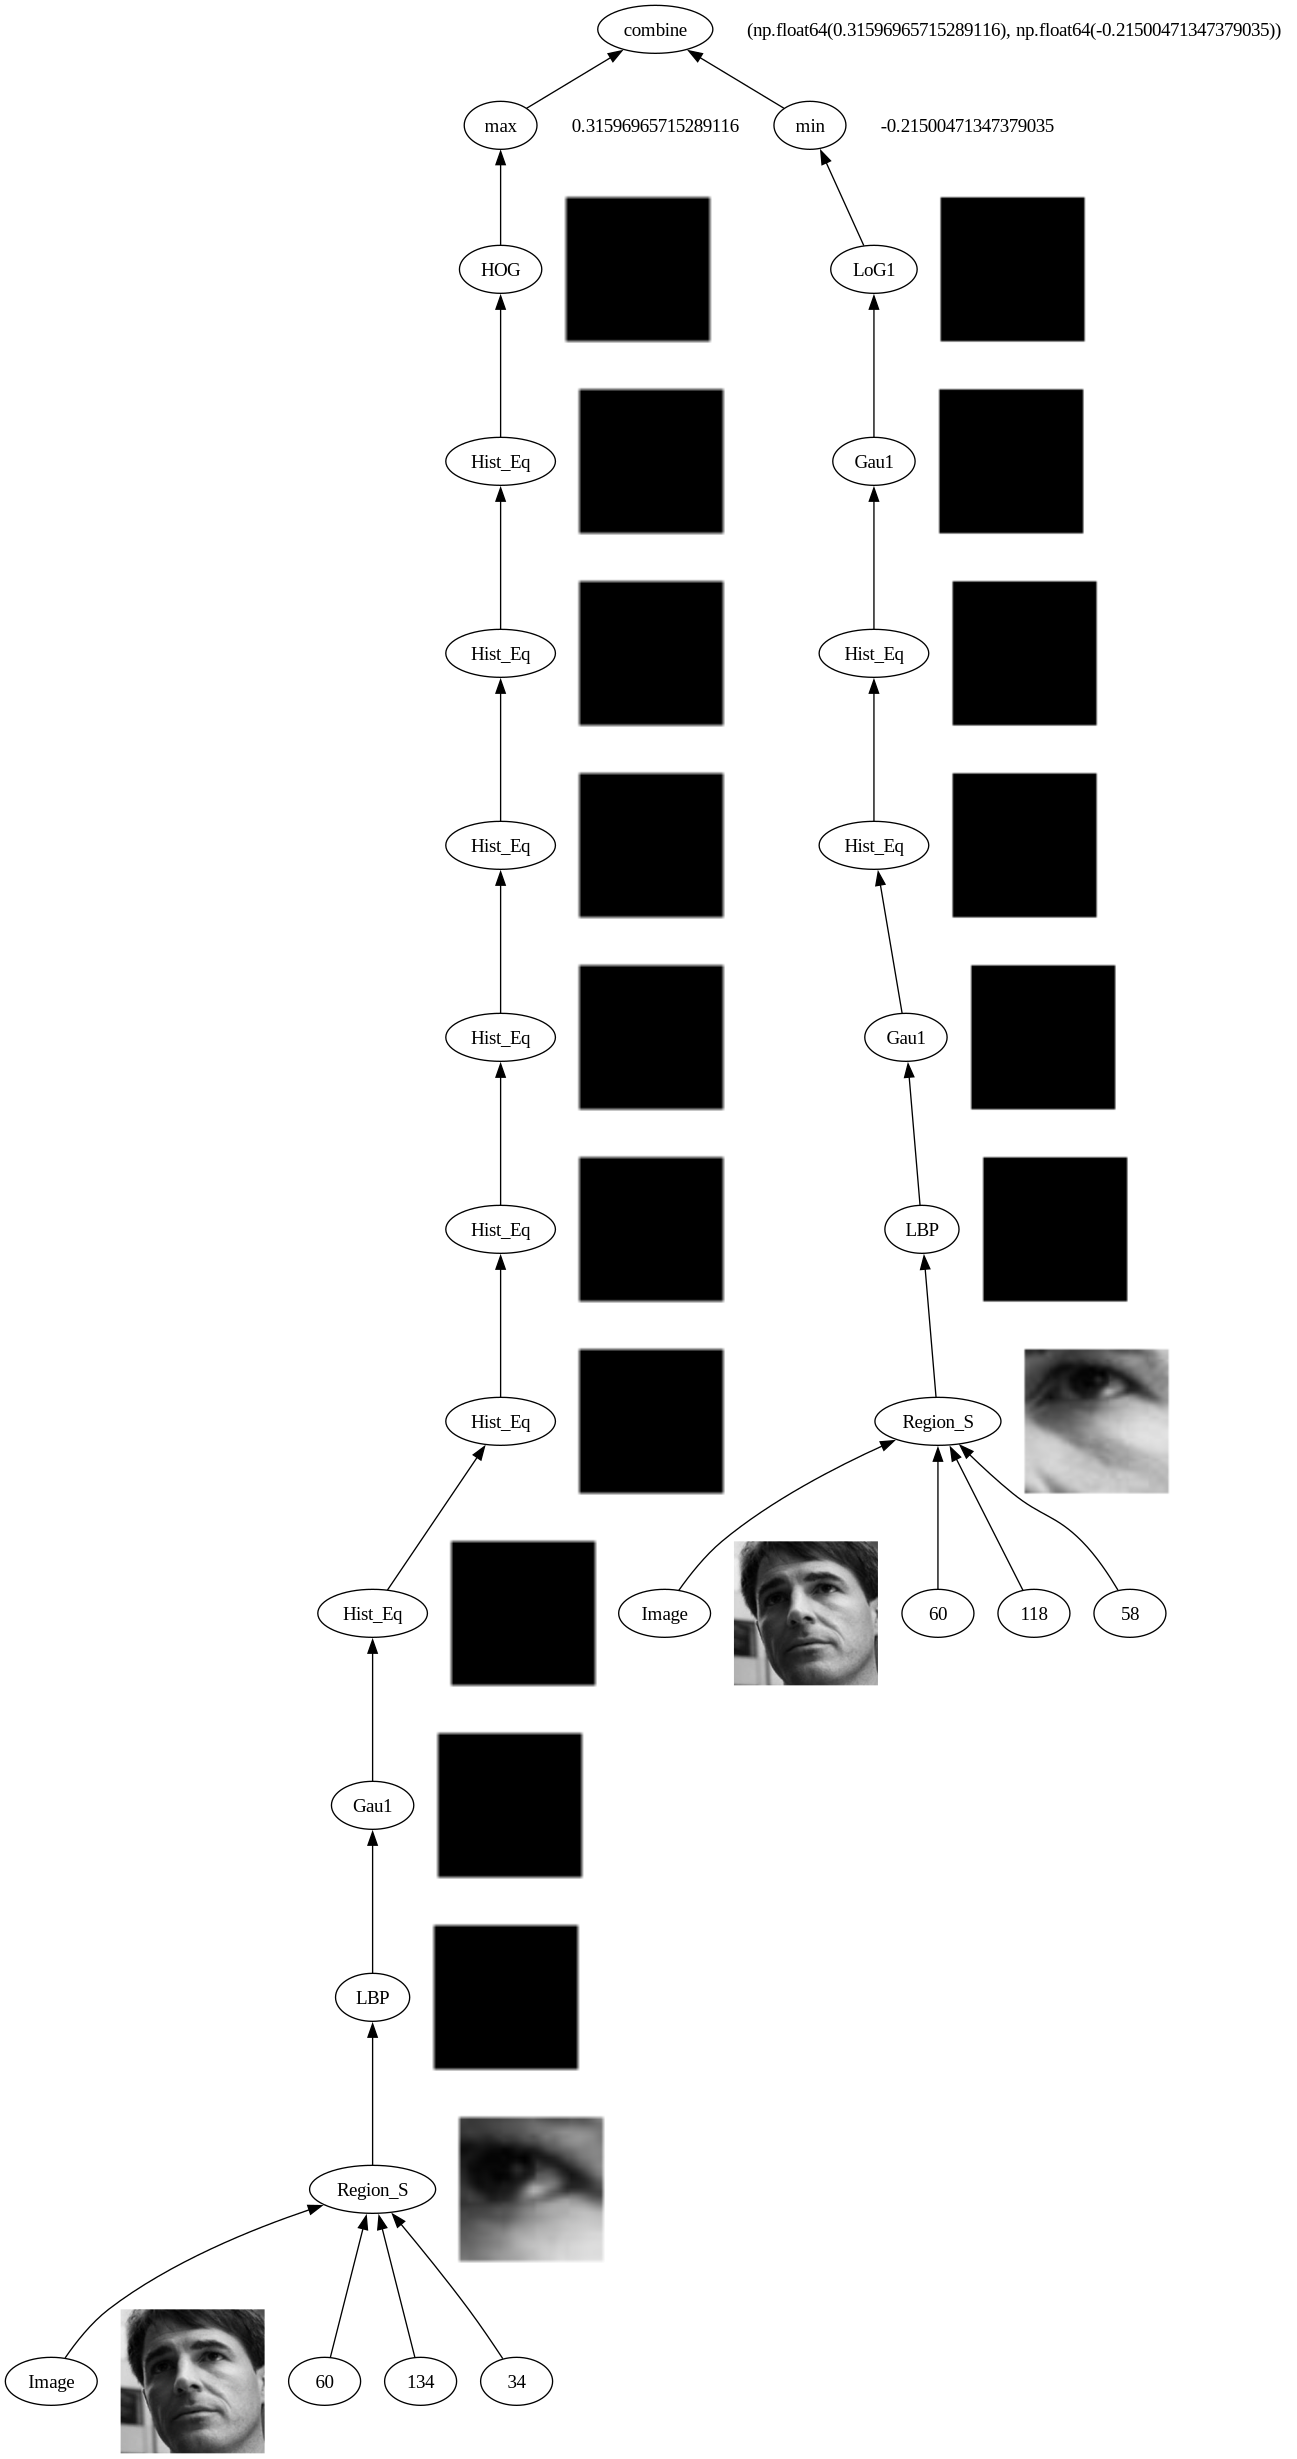 combine (np.float64(0.31596965715289116), np.float64(-0.21500471347379035))
max 0.31596965715289116 min -0.21500471347379035
HOG LoG1
Hist_Eq Gau1
Hist_Eq Hist_Eq
Hist_Eq Hist_Eq
Hist_Eq Gau1
Hist_Eq LBP
Hist_Eq Region_S
Hist_Eq Image 60 118 58
Gau1
LBP
Region_S
Image 60 134 34